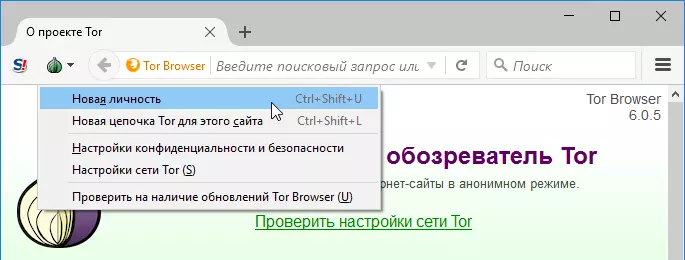 О проекте Tor
S!
Tor Browser
Введите поисковый запрос или
Поиск
Новая личность Ctrl+Shift+U
Новая цепочка Tor для этого сайта Ctrl+Shift+L
Настройки конфиденциальности и безопасности
Настройки сети Tor (S)
Проверить на наличие обновлений Tor Browser (U)
Tor Browser
6.0.5
обозреватель Tor
рнет-сайты в анонимном режиме.
Проверить настройки сети Tor